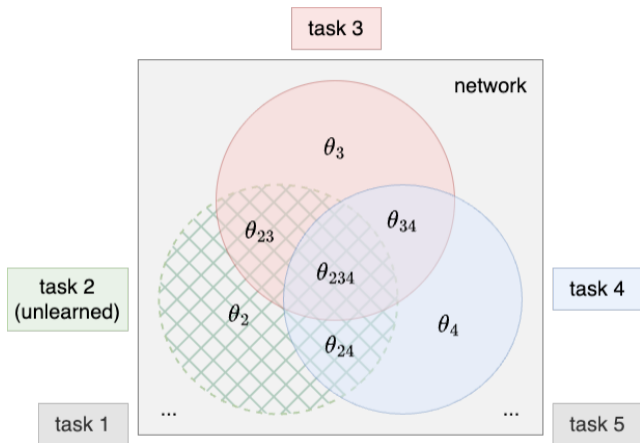 task 3
network
θ₃
θ₂₃
θ₃₄
θ₂₃₄
task 2
(unlearned)
task 4
θ₂
θ₄
θ₂₄
...
...
task 1
task 5